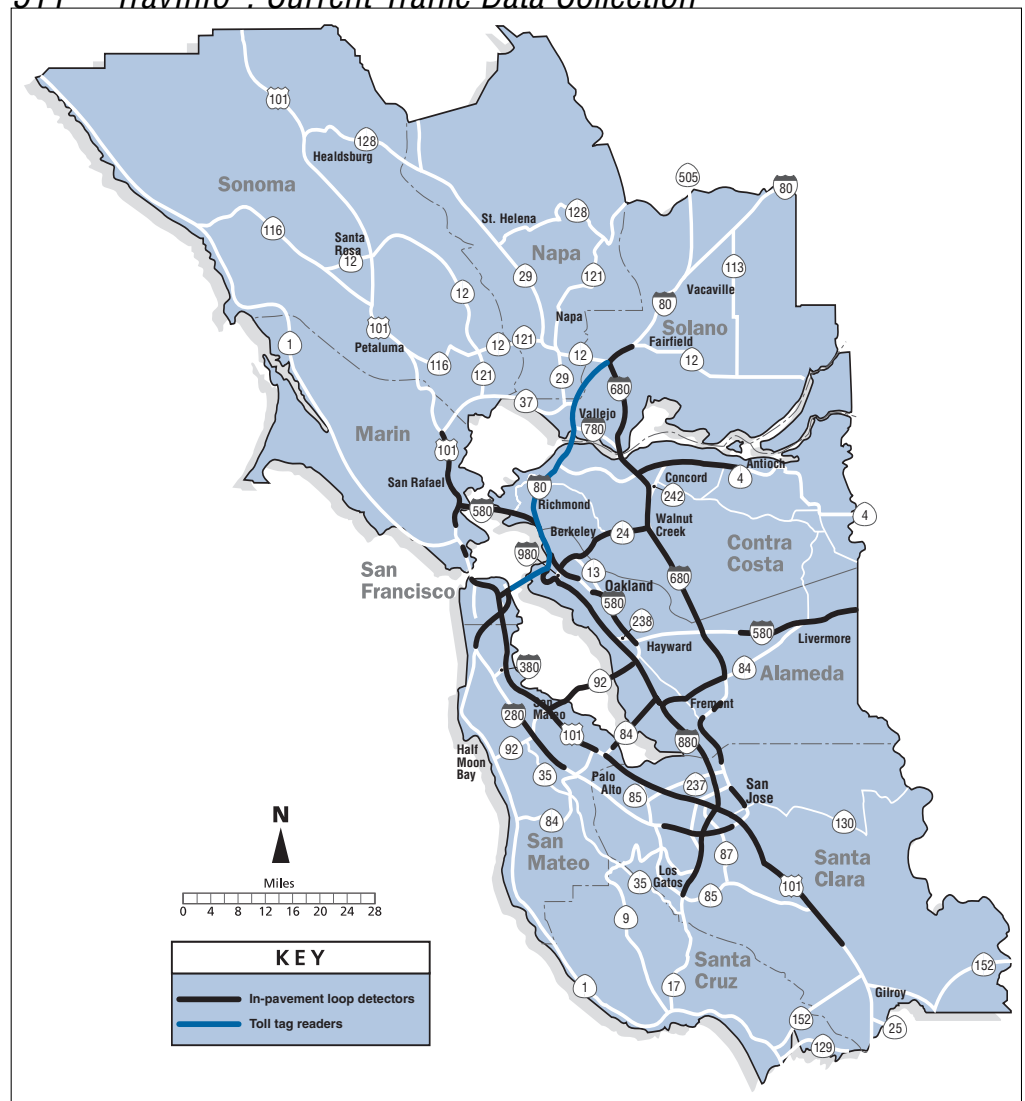 511 TravInfo : Current Traffic Data Collection
101
128
Healdsburg
Sonoma
116
Santa
Rosa
12
St. Helena
128
Napa
29
121
505
80
113
Vacaville
80
Solano
Fairfield
12
12
101
Petaluma
116
12
121
121
Napa
12
29
37
1
Marin
680
Vallejo
780
101
San Rafael
580
80
Richmond
Berkeley
980
Concord
242
Antioch
4
4
24
Walnut
Creek
Contra
Costa
San
Francisco
13
Oakland
580
680
238
Hayward
580
Livermore
84
Alameda
380
92
280
San
Mateo
101
84
Fremont
880
Half
Moon
Bay
92
35
Palo
Alto
85
237
San
Jose
84
130
San
Mateo
87
Santa
Clara
Los
Gatos
35
85
101
9
Santa
Cruz
152
1
17
Gilroy
152
25
129
N
Miles
0 4 8 12 16 20 24 28
KEY
In-pavement loop detectors
Toll tag readers